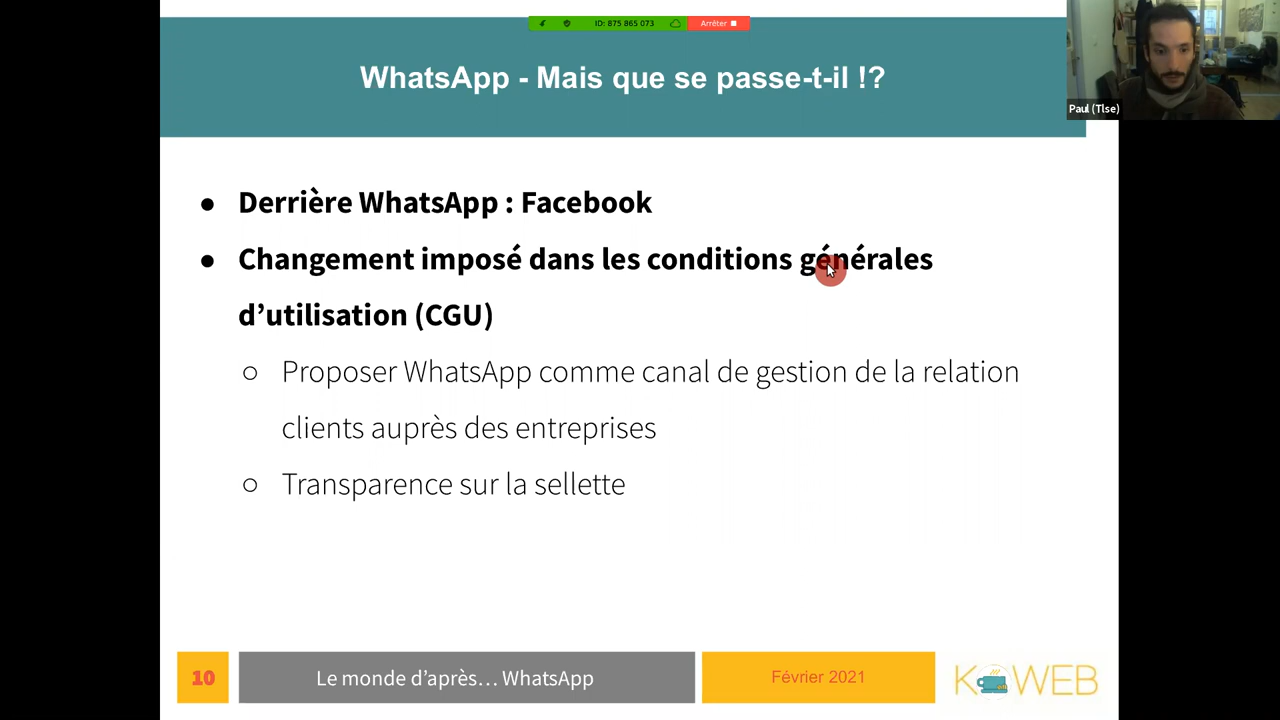 ID: 875 865 073
Arrêter
WhatsApp - Mais que se passe-t-il !?
Paul (Tlse)
● Derrière WhatsApp : Facebook
● Changement imposé dans les conditions générales
d’utilisation (CGU)
○ Proposer WhatsApp comme canal de gestion de la relation
clients auprès des entreprises
○ Transparence sur la sellette
10
Le monde d’après… WhatsApp
Février 2021
K WEB